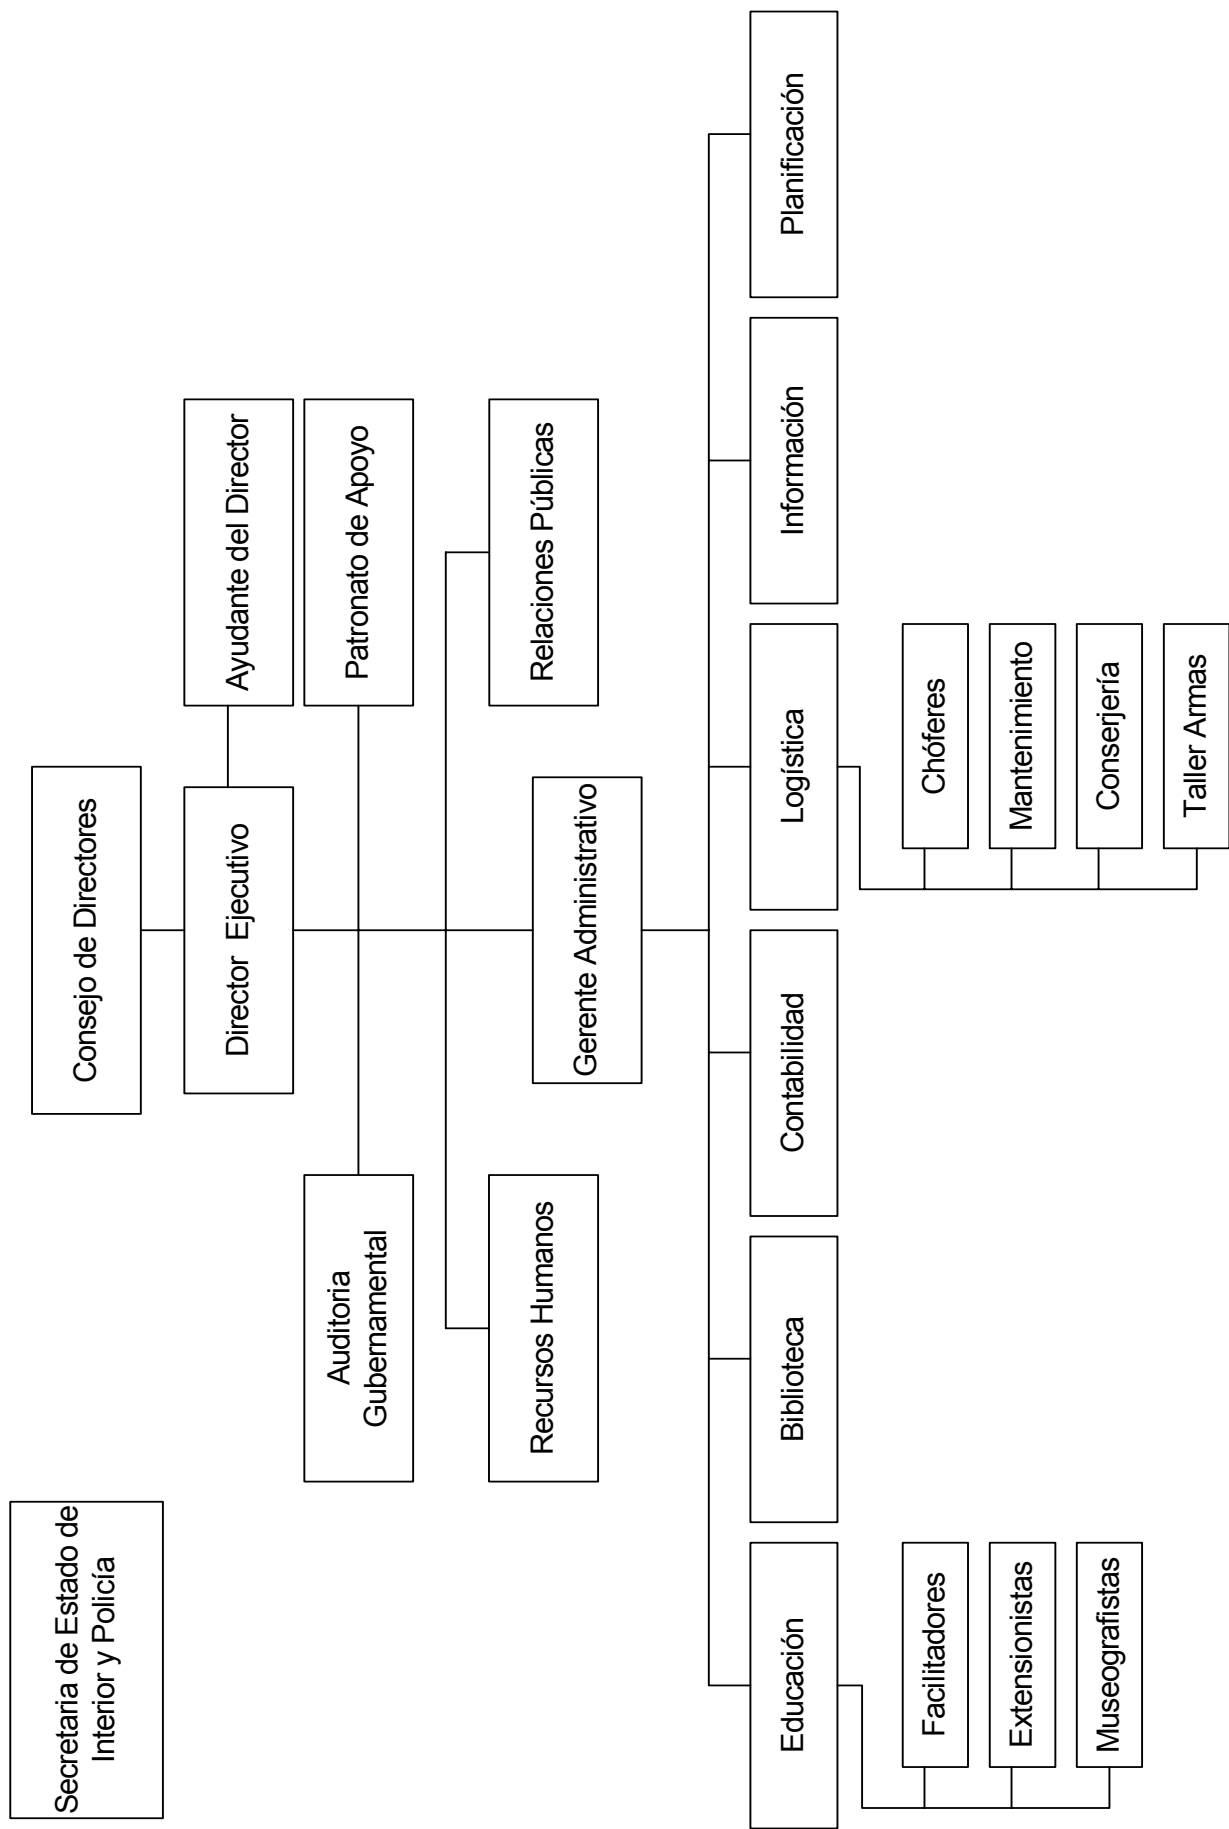 Secretaria de Estado de
Interior y Policía
Consejo de Directores
Director Ejecutivo
Ayudante del Director
Auditoria
Gubernamental
Patronato de Apoyo
Recursos Humanos
Relaciones Públicas
Gerente Administrativo
Educación
Biblioteca
Contabilidad
Logística
Información
Planificación
Facilitadores
Extensionistas
Museografistas
Chóferes
Mantenimiento
Conserjería
Taller Armas